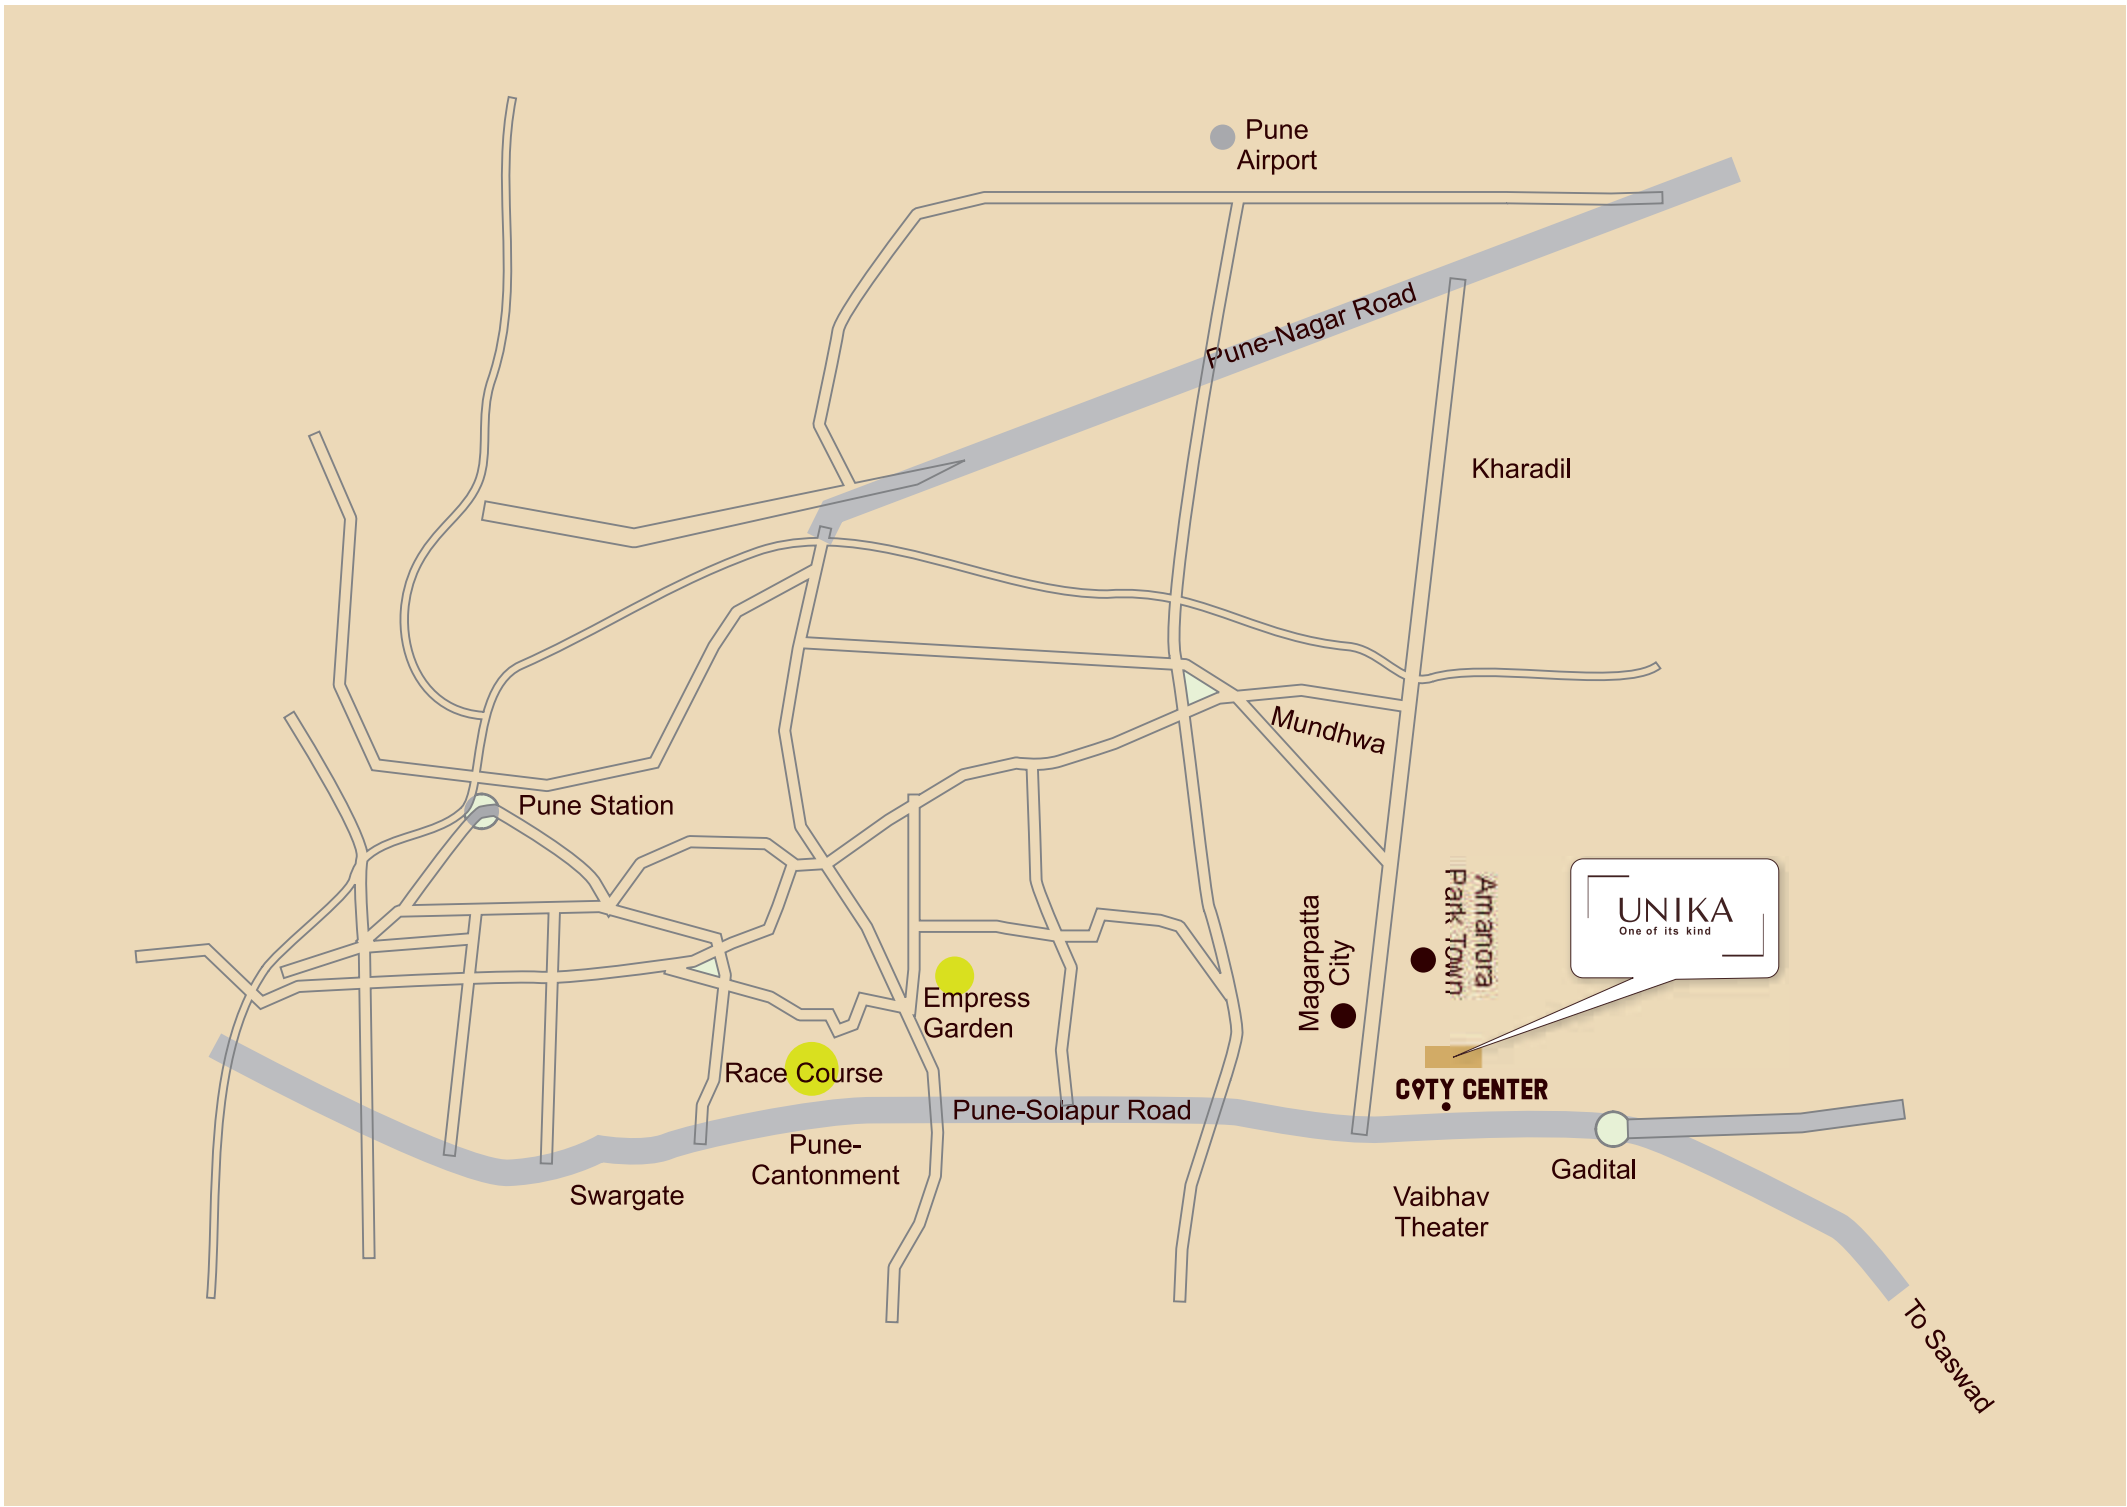 Pune
Airport
Pune-Nagar Road
Kharadil
Mundhwa
Pune Station
Amanora
Park Town
UNIKA
One of its kind
Magarpatta
City
Empress
Garden
Race Course
CITY CENTER
Pune-Solapur Road
Pune-
Cantonment
Gadital
Swargate
Vaibhav
Theater
To Saswad